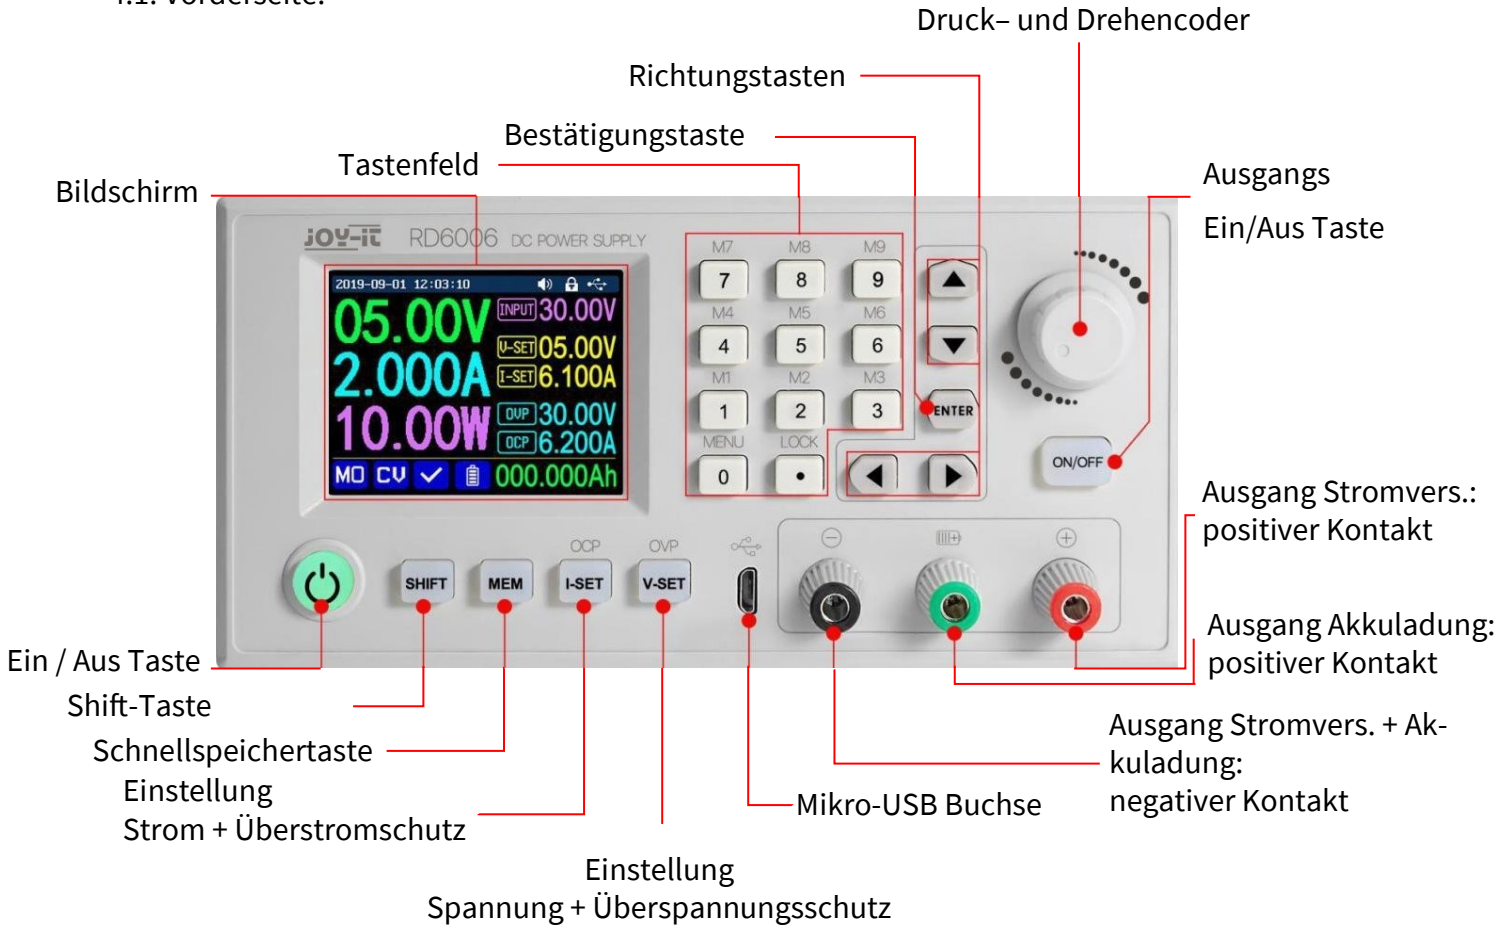 4.1. Vorderseite:
Druck– und Drehencoder
Richtungstasten
Bestätigungstaste
Tastenfeld
Bildschirm
Ausgangs
Ein/Aus Taste
JOY-iT RD6006 DC POWER SUPPLY
2019-09-01 12:03:10
05.00V
INPUT 30.00V
V-SET 05.00V
2.000A
I-SET 6.100A
10.00W
OVP 30.00V
OCP 6.200A
M0 CV 000.000Ah
M7 M8 M9
7 8 9
M4 M5 M6
4 5 6
M1 M2 M3
1 2 3
MENU LOCK
0 •
ENTER
ON/OFF
OCP OVP
SHIFT MEM I-SET V-SET
Ausgang Stromvers.:
positiver Kontakt
Ausgang Akkuladung:
positiver Kontakt
Ausgang Stromvers. + Ak-
kuladung:
negativer Kontakt
Ein / Aus Taste
Shift-Taste
Schnellspeichertaste
Einstellung
Strom + Überstromschutz
Mikro-USB Buchse
Einstellung
Spannung + Überspannungsschutz